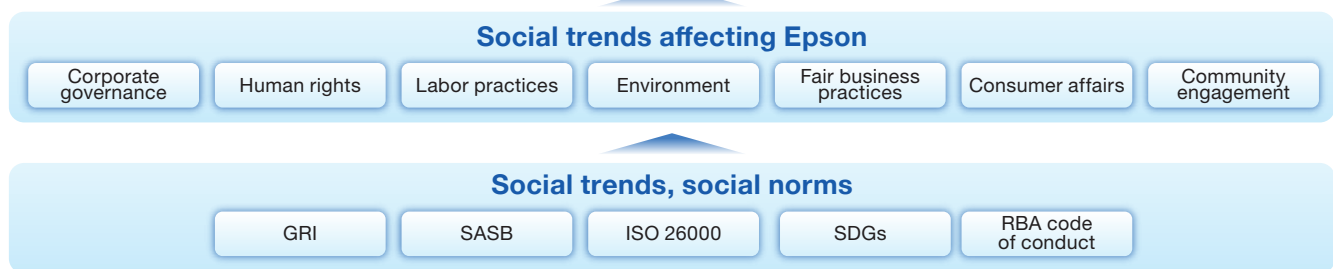 Social trends affecting Epson
Corporate
governance
Human rights
Labor practices
Environment
Fair business
practices
Consumer affairs
Community
engagement
Social trends, social norms
GRI
SASB
ISO 26000
SDGs
RBA code
of conduct